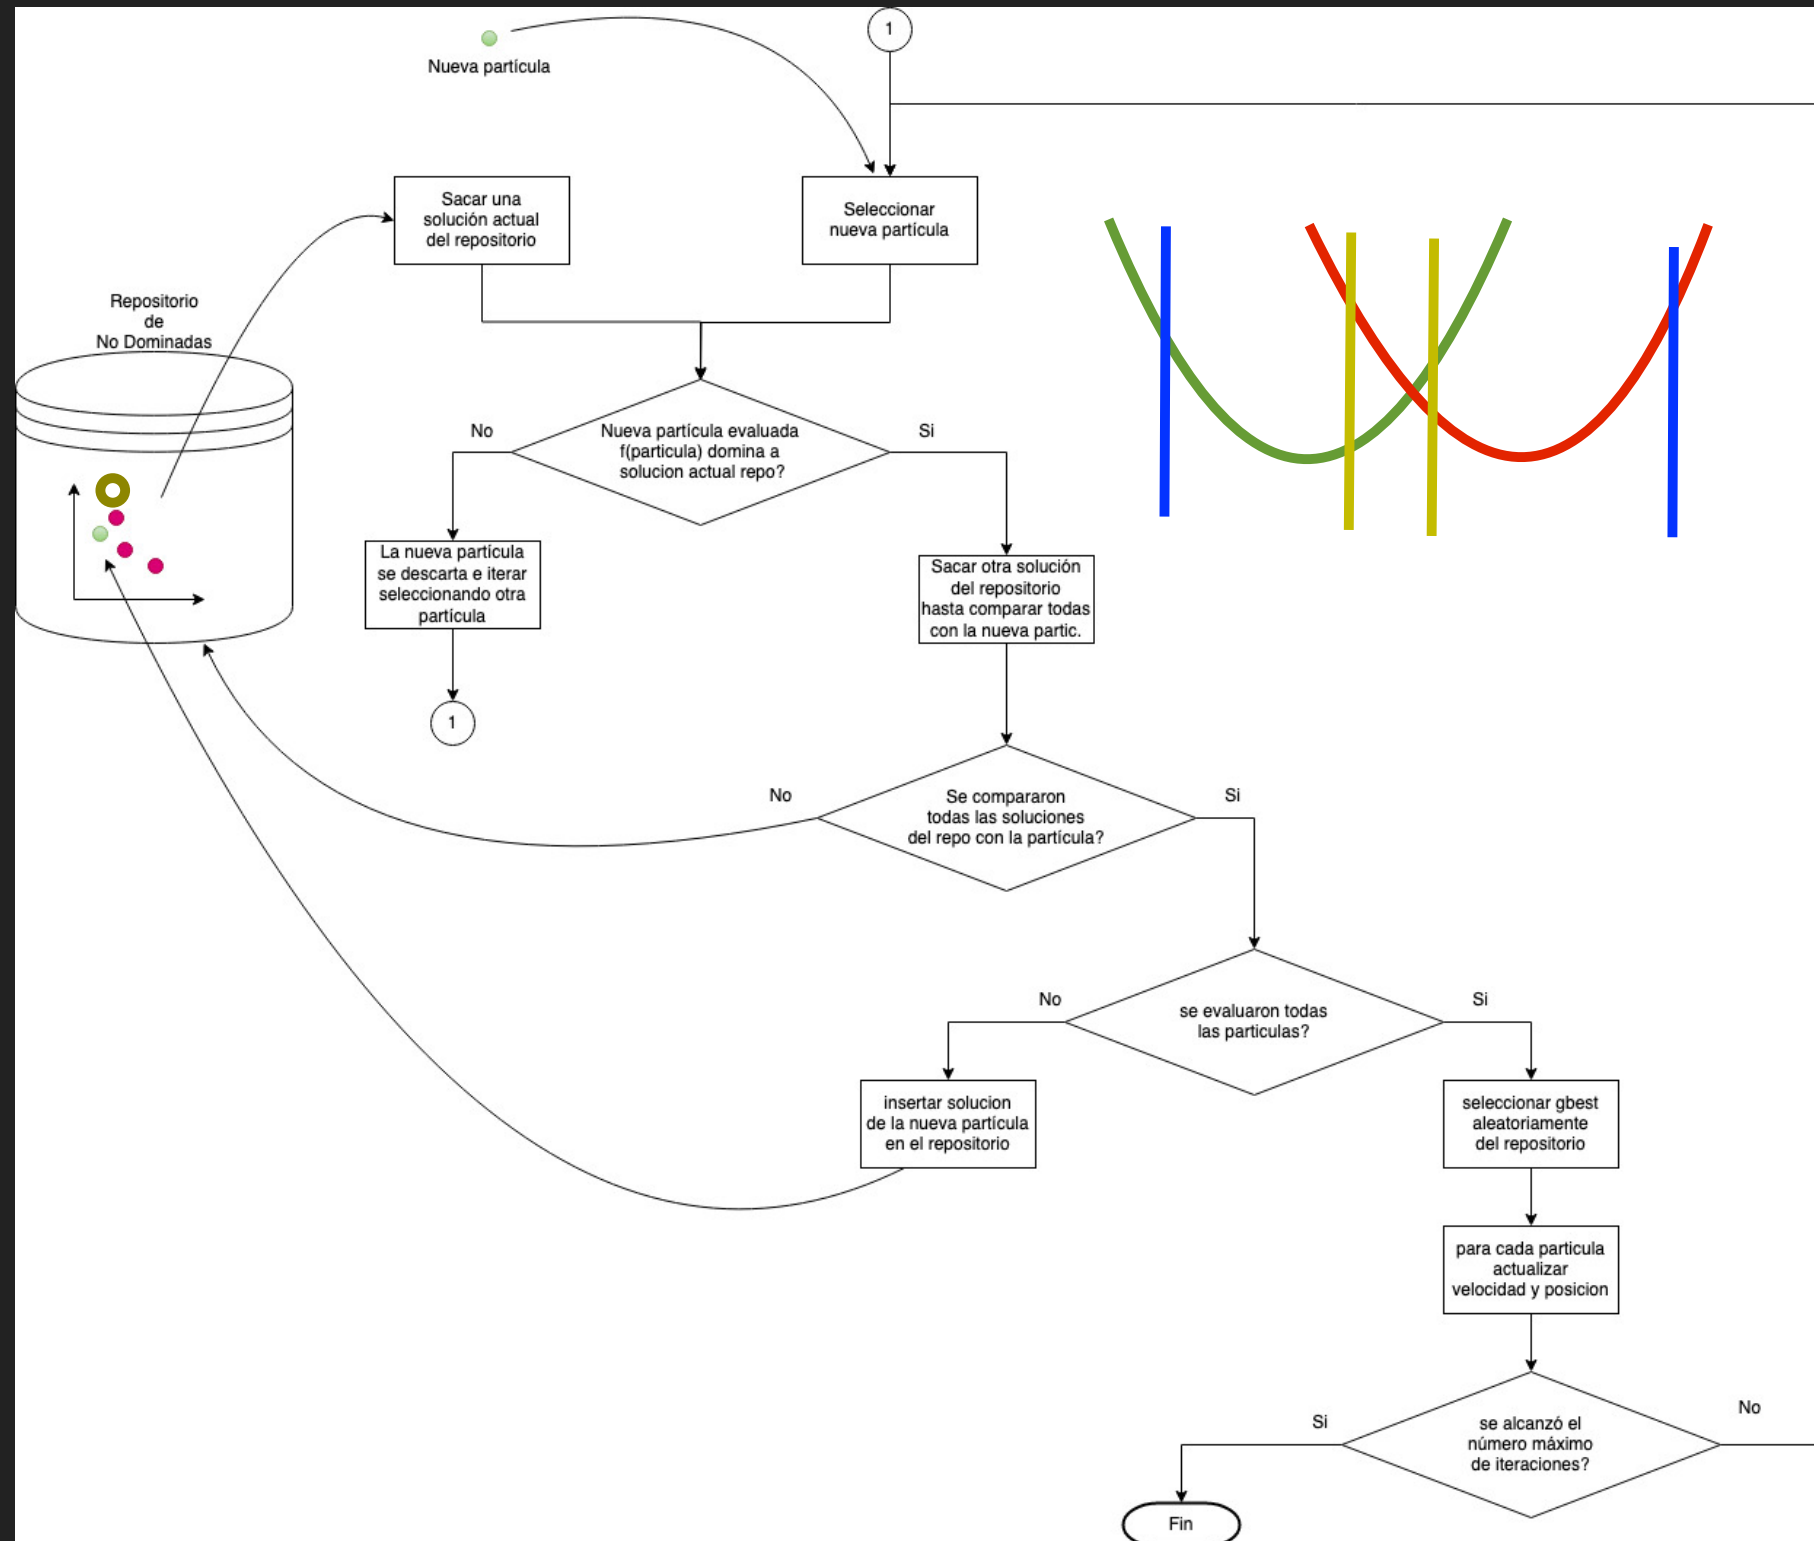 1
Nueva partícula
Sacar una
solución actual
del repositorio
Seleccionar
nueva partícula
Repositorio
de
No Dominadas
No
Nueva partícula evaluada
f(particula) domina a
solucion actual repo?
Si
La nueva partícula
se descarta e iterar
seleccionando otra
partícula
Sacar otra solución
del repositorio
hasta comparar todas
con la nueva partic.
1
No
Se compararon
todas las soluciones
del repo con la partícula?
Si
No
se evaluaron todas
las particulas?
Si
insertar solucion
de la nueva partícula
en el repositorio
seleccionar gbest
aleatoriamente
del repositorio
para cada particula
actualizar
velocidad y posicion
Si
se alcanzó el
número máximo
de iteraciones?
No
Fin